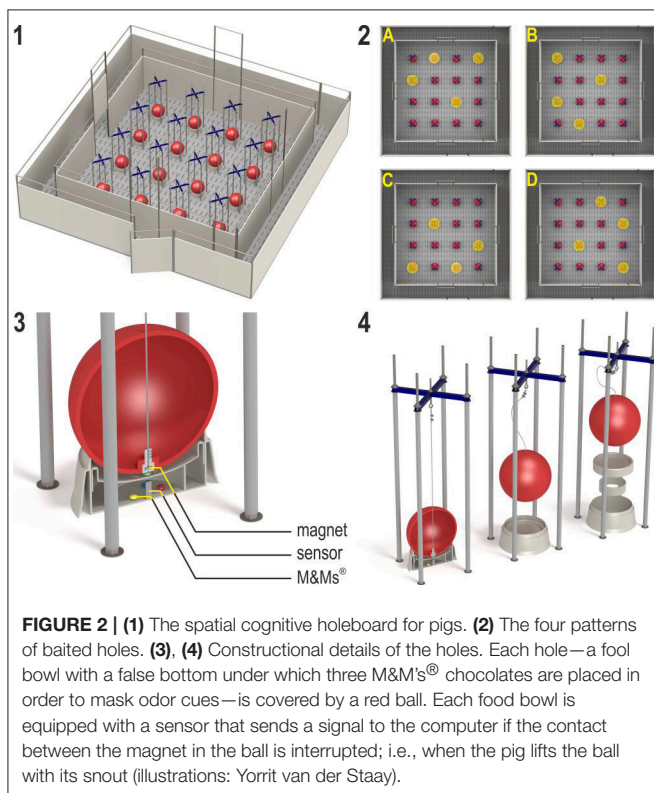 1
2
A
B
C
D
3
4
magnet
sensor
M&Ms®
FIGURE 2 | (1) The spatial cognitive holeboard for pigs. (2) The four patterns
of baited holes. (3), (4) Constructional details of the holes. Each hole—a fool
bowl with a false bottom under which three M&M's® chocolates are placed in
order to mask odor cues—is covered by a red ball. Each food bowl is
equipped with a sensor that sends a signal to the computer if the contact
between the magnet in the ball is interrupted; i.e., when the pig lifts the ball
with its snout (illustrations: Yorrit van der Staay).